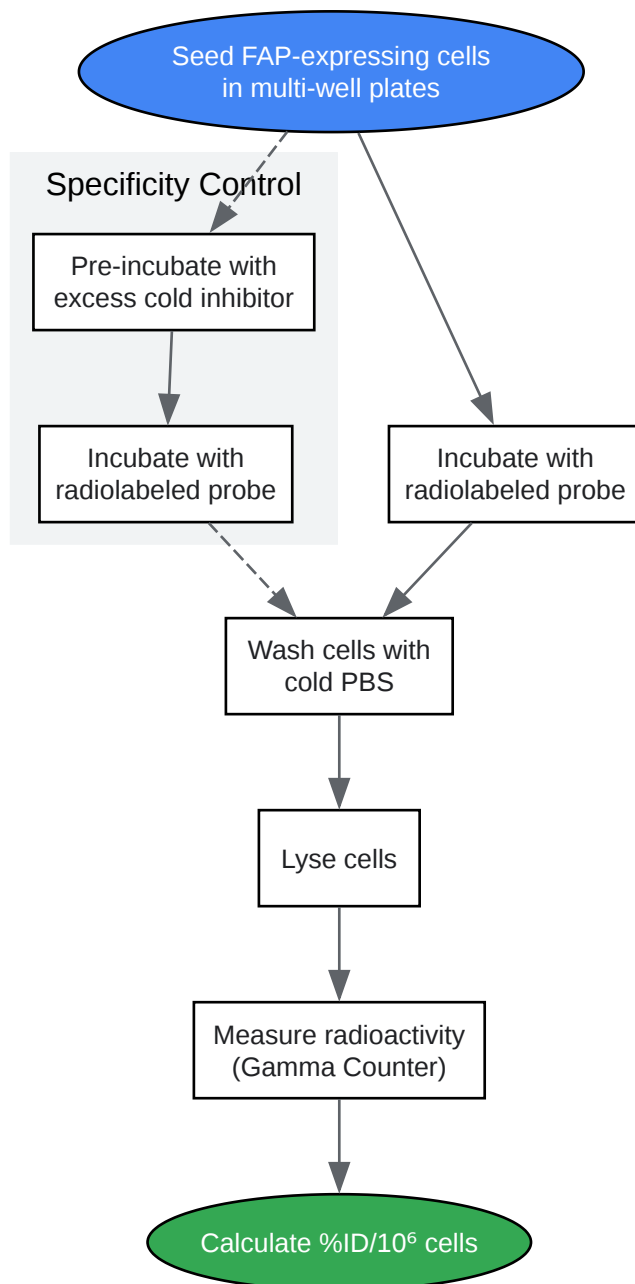 Seed FAP-expressing cells
in multi-well plates
Specificity Control
Pre-incubate with
excess cold inhibitor
Incubate with
radiolabeled probe
Incubate with
radiolabeled probe
Wash cells with
cold PBS
Lyse cells
Measure radioactivity
(Gamma Counter)
Calculate %ID/10⁶ cells